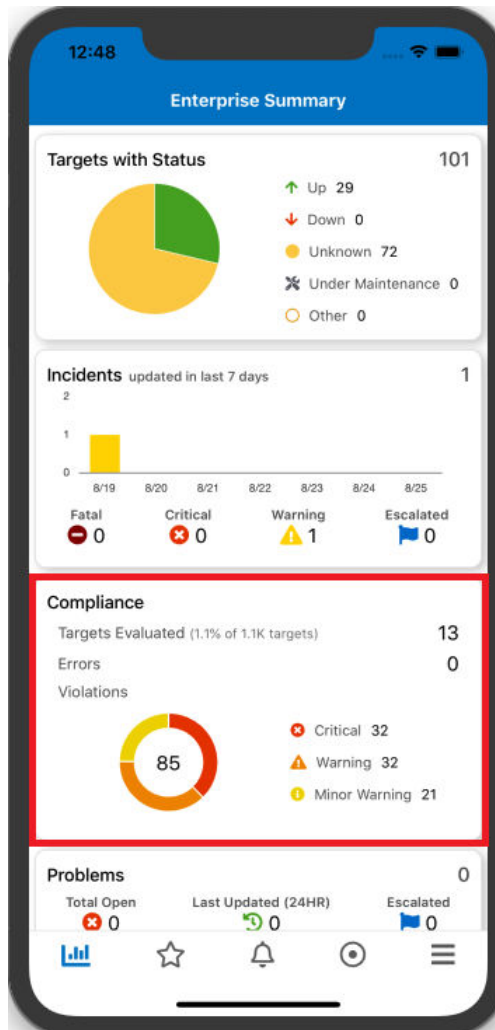 12:48
Enterprise Summary
Targets with Status 101
Up 29
Down 0
Unknown 72
Under Maintenance 0
Other 0
Incidents updated in last 7 days 1
2
1
0
8/19 8/20 8/21 8/22 8/23 8/24 8/25
Fatal Critical Warning Escalated
0 0 1 0
Compliance
Targets Evaluated (1.1% of 1.1K targets) 13
Errors 0
Violations
85
Critical 32
Warning 32
Minor Warning 21
Problems 0
Total Open Last Updated (24HR) Escalated
0 0 0